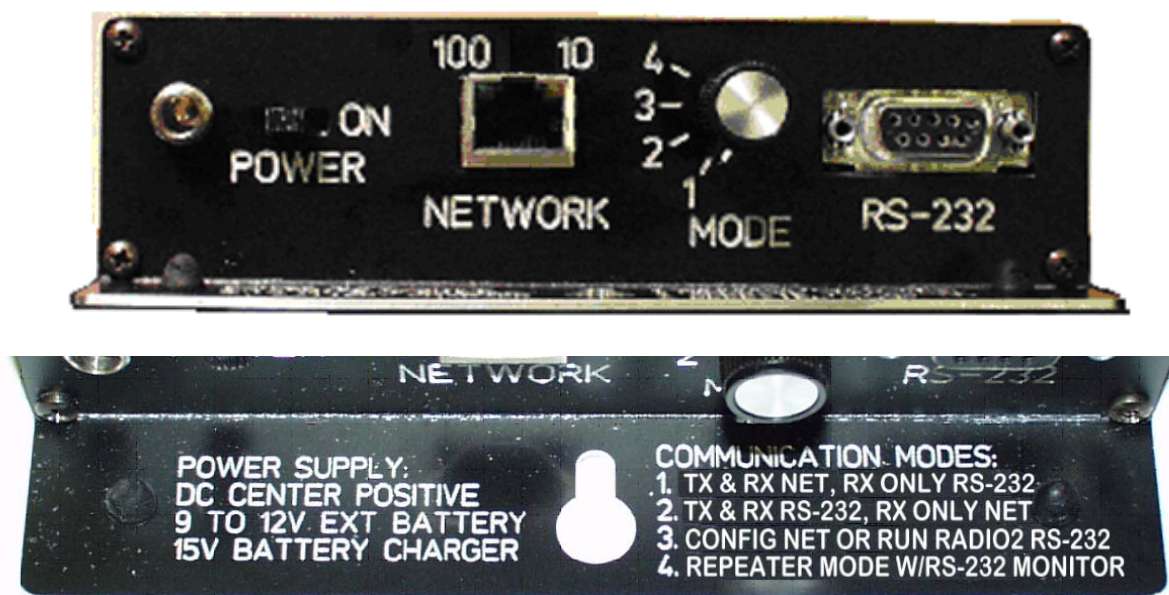 100 10
4
3
2
1
ON
POWER
NETWORK
MODE
RS-232
NETWORK
2
M
RS-232
POWER SUPPLY:
DC CENTER POSITIVE
9 TO 12V EXT BATTERY
15V BATTERY CHARGER
COMMUNICATION MODES:
1. TX & RX NET, RX ONLY RS-232
2. TX & RX RS-232, RX ONLY NET
3. CONFIG NET OR RUN RADIO2 RS-232
4. REPEATER MODE W/RS-232 MONITOR